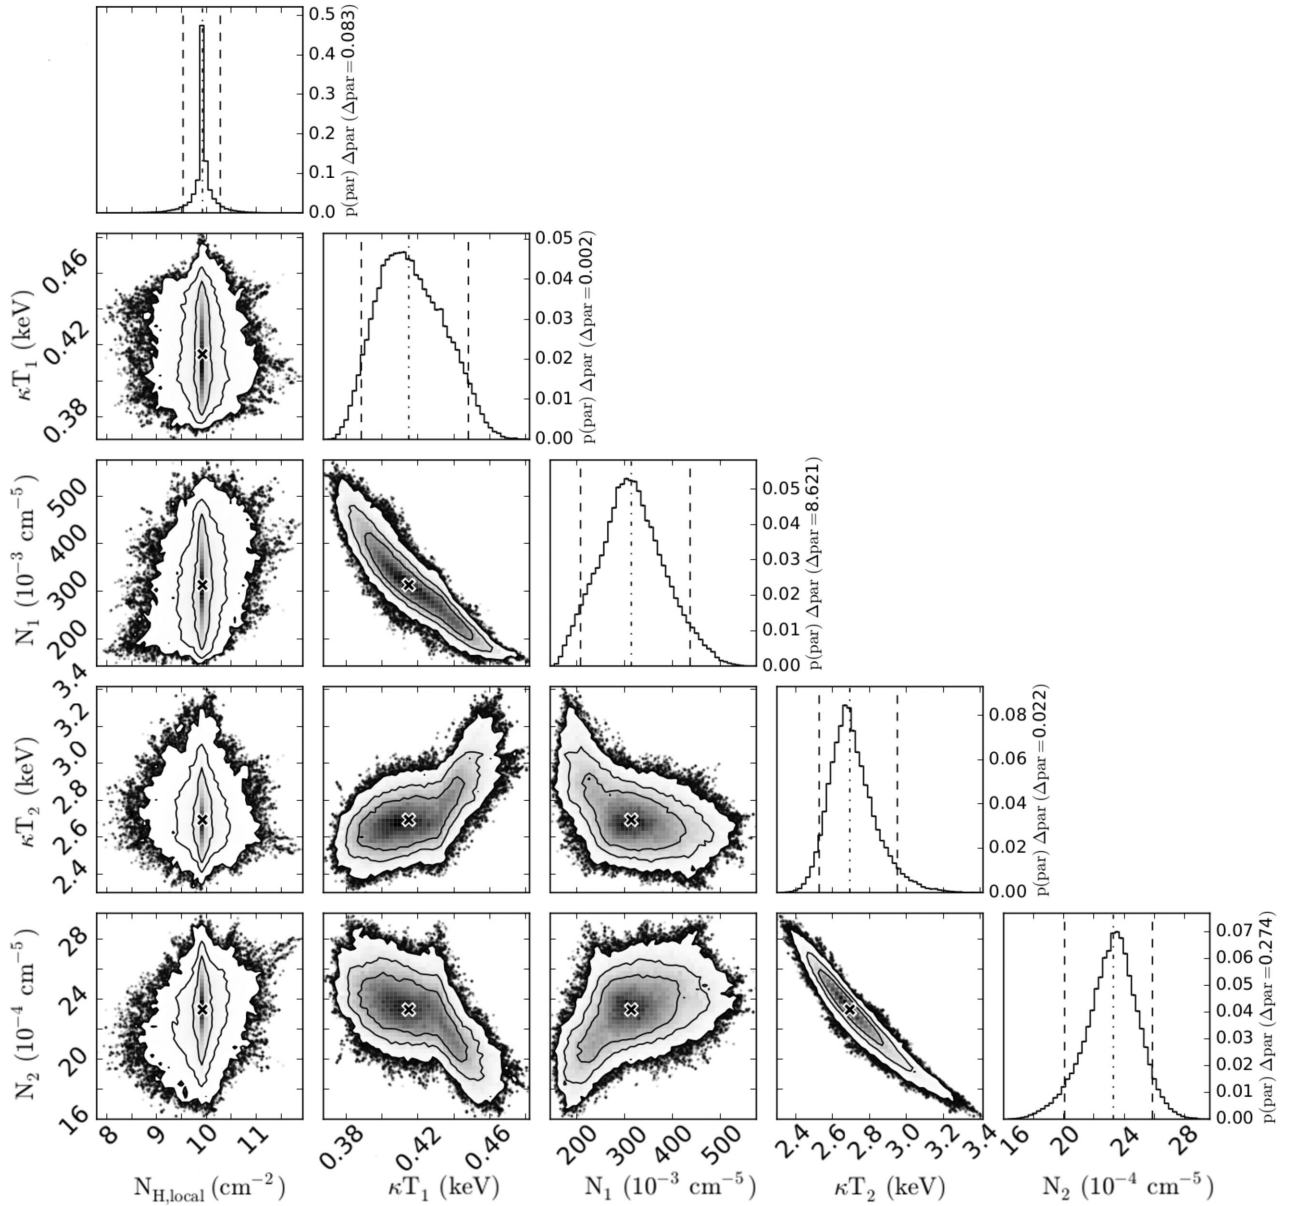 0.5
0.4
0.3
0.2
0.1
0.0
p(par) Δpar (Δpar=0.083)
κT₁ (keV)
0.46
0.42
0.38
0.05
0.04
0.03
0.02
0.01
0.00
p(par) Δpar (Δpar=0.002)
N₁ (10⁻³ cm⁻⁵)
500
400
300
200
0.05
0.04
0.03
0.02
0.01
0.00
p(par) Δpar (Δpar=8.621)
κT₂ (keV)
3.4
3.2
3.0
2.8
2.6
2.4
0.08
0.06
0.04
0.02
0.00
p(par) Δpar (Δpar=0.022)
N₂ (10⁻⁴ cm⁻⁵)
28
24
20
16
0.07
0.06
0.05
0.04
0.03
0.02
0.01
0.00
p(par) Δpar (Δpar=0.274)
8 9 10 11
0.38 0.42 0.46
200 300 400 500
2.4 2.6 2.8 3.0 3.2 3.4
16 20 24 28
N_H,local (cm⁻²)
κT₁ (keV)
N₁ (10⁻³ cm⁻⁵)
κT₂ (keV)
N₂ (10⁻⁴ cm⁻⁵)